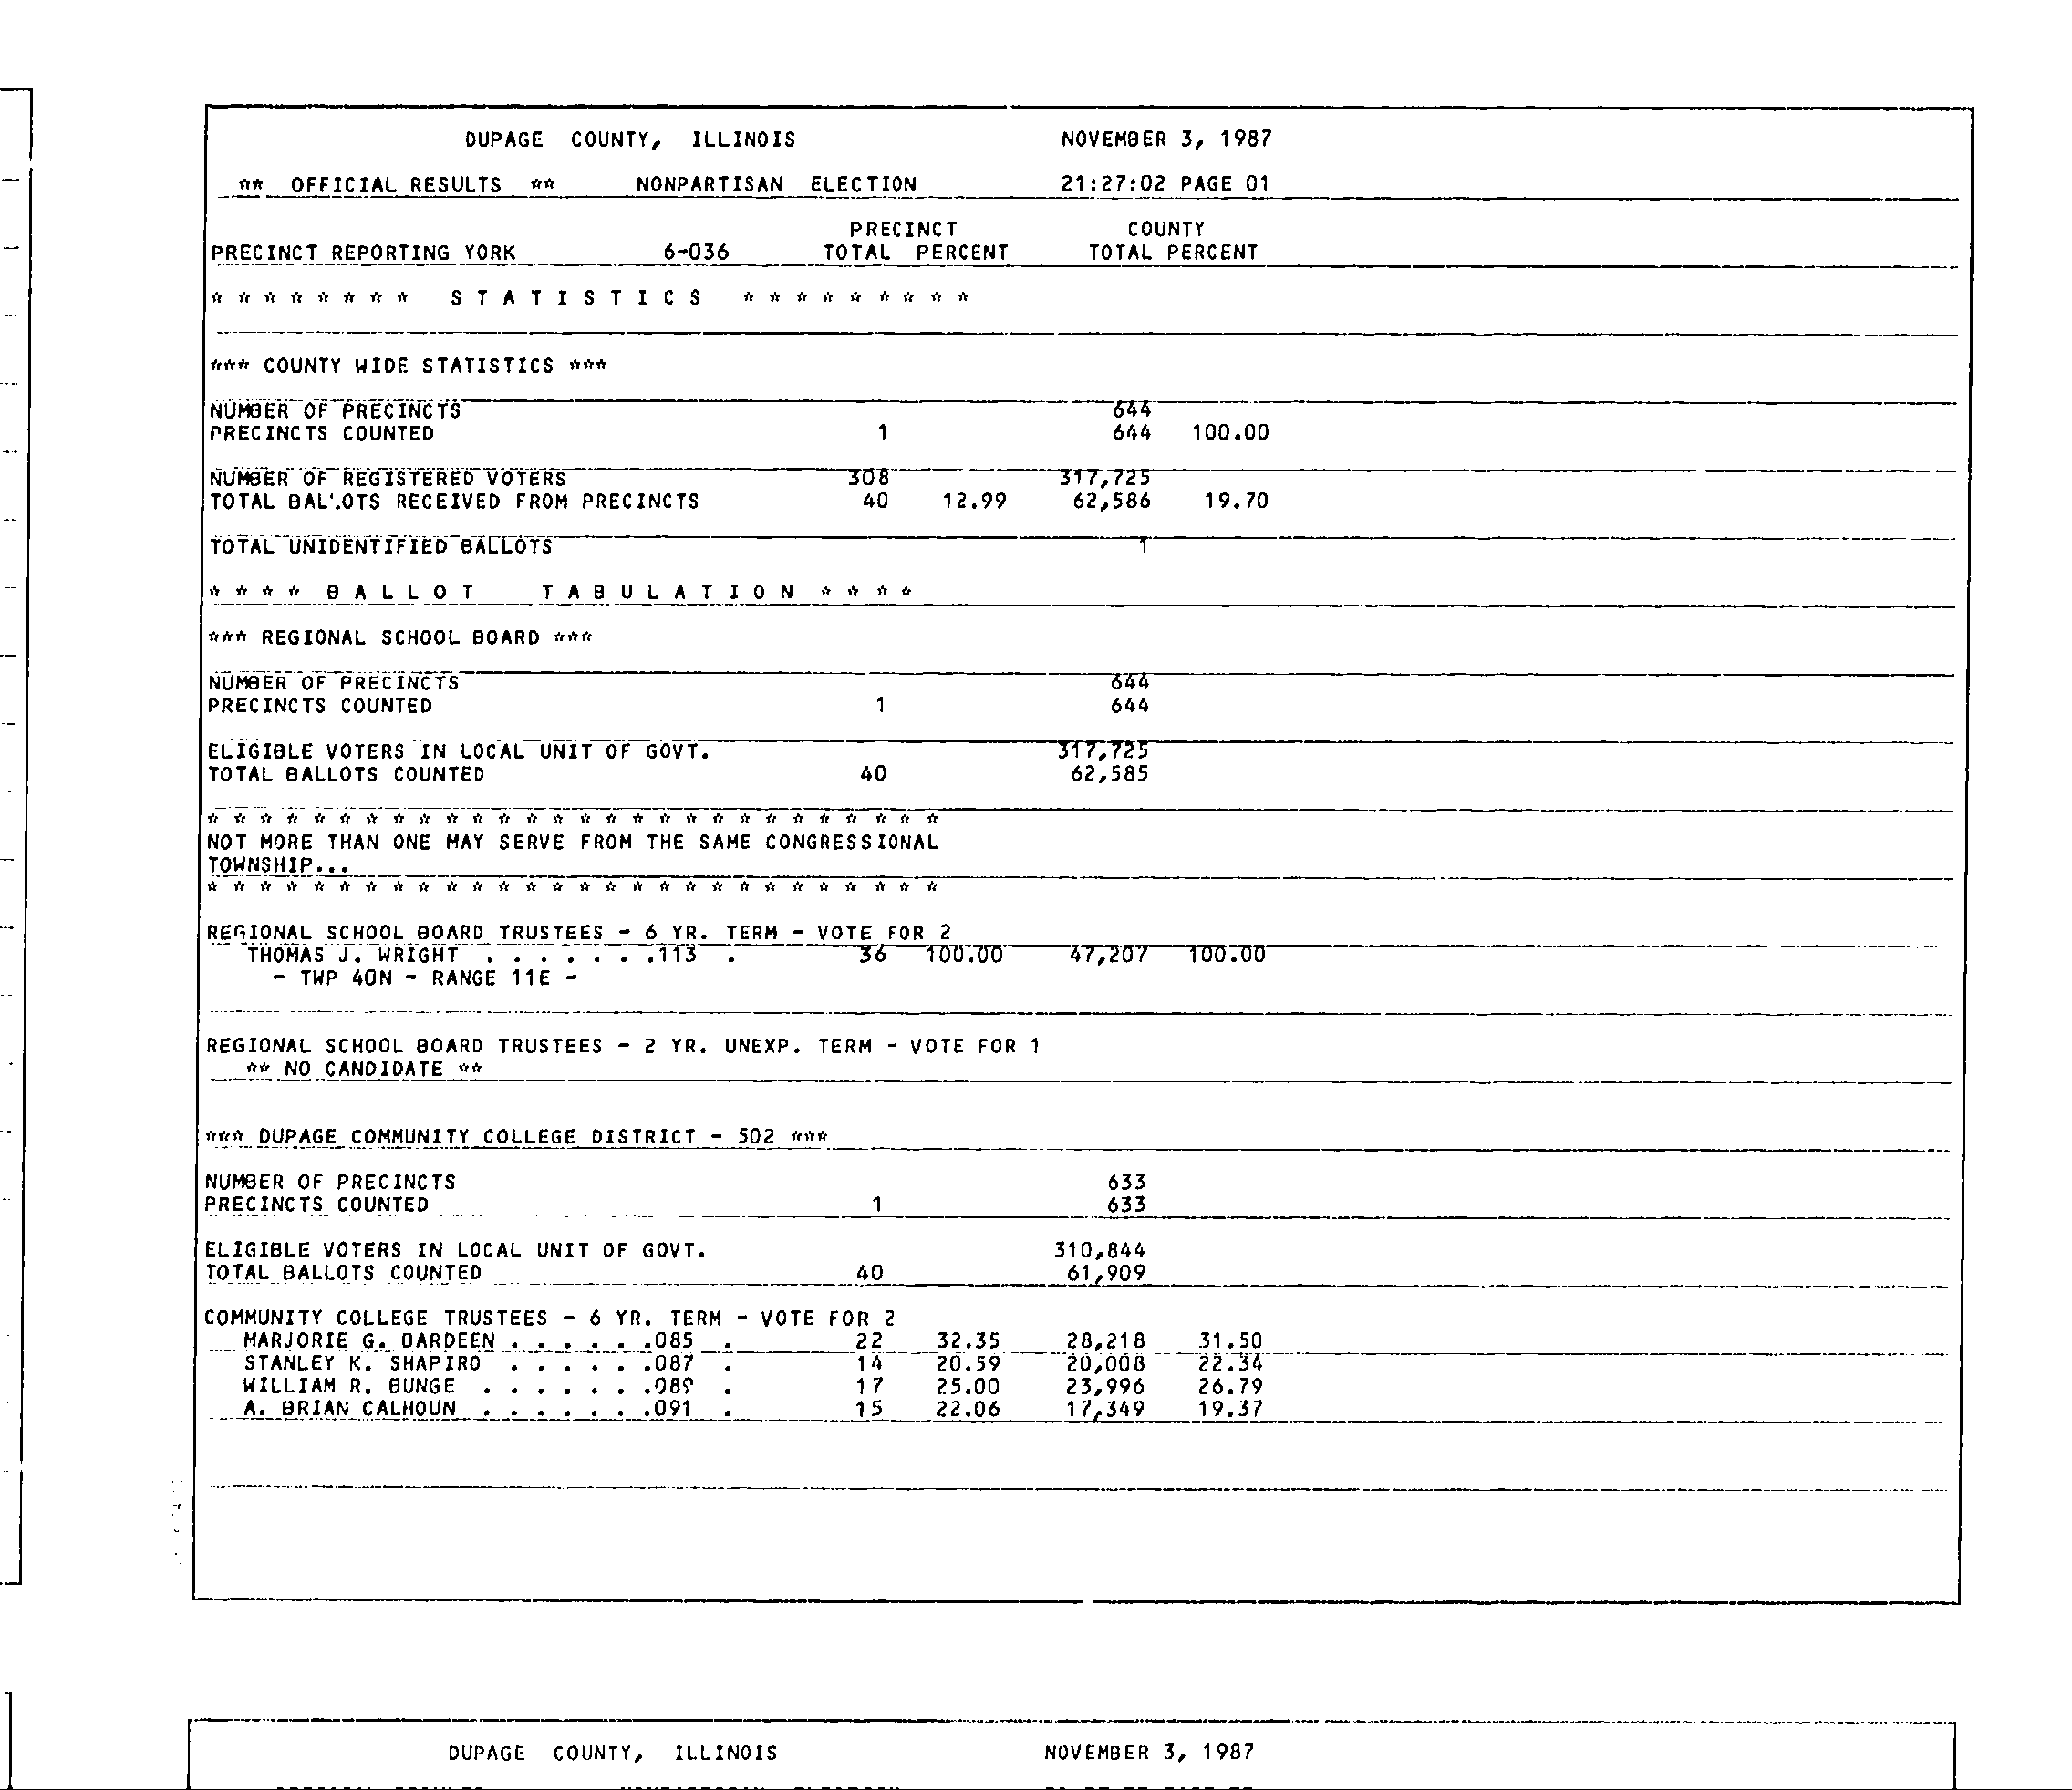 DUPAGE COUNTY, ILLINOIS NOVEMBER 3, 1987
** OFFICIAL RESULTS ** NONPARTISAN ELECTION 21:27:02 PAGE 01
PRECINCT COUNTY
PRECINCT REPORTING YORK 6-036 TOTAL PERCENT TOTAL PERCENT
* * * * * * * * S T A T I S T I C S * * * * * * * * *
*** COUNTY WIDE STATISTICS ***
NUMBER OF PRECINCTS 644
PRECINCTS COUNTED 1 644 100.00
NUMBER OF REGISTERED VOTERS 308 317,725
TOTAL BALLOTS RECEIVED FROM PRECINCTS 40 12.99 62,586 19.70
TOTAL UNIDENTIFIED BALLOTS 1
* * * * B A L L O T T A B U L A T I O N * * * *
*** REGIONAL SCHOOL BOARD ***
NUMBER OF PRECINCTS 644
PRECINCTS COUNTED 1 644
ELIGIBLE VOTERS IN LOCAL UNIT OF GOVT. 317,725
TOTAL BALLOTS COUNTED 40 62,585
* * * * * * * * * * * * * * * * * * * * * * * * * * * *
NOT MORE THAN ONE MAY SERVE FROM THE SAME CONGRESSIONAL
TOWNSHIP...
* * * * * * * * * * * * * * * * * * * * * * * * * * * *
REGIONAL SCHOOL BOARD TRUSTEES - 6 YR. TERM - VOTE FOR 2
THOMAS J. WRIGHT . . . . . . .113 . 36 100.00 47,207 100.00
- TWP 40N - RANGE 11E -
REGIONAL SCHOOL BOARD TRUSTEES - 2 YR. UNEXP. TERM - VOTE FOR 1
** NO CANDIDATE **
*** DUPAGE COMMUNITY COLLEGE DISTRICT - 502 ***
NUMBER OF PRECINCTS 633
PRECINCTS COUNTED 1 633
ELIGIBLE VOTERS IN LOCAL UNIT OF GOVT. 310,844
TOTAL BALLOTS COUNTED 40 61,909
COMMUNITY COLLEGE TRUSTEES - 6 YR. TERM - VOTE FOR 2
MARJORIE G. BARDEEN . . . . . .085 . 22 32.35 28,218 31.50
STANLEY K. SHAPIRO . . . . . .087 . 14 20.59 20,008 22.34
WILLIAM R. BUNGE . . . . . . .089 . 17 25.00 23,996 26.79
A. BRIAN CALHOUN . . . . . . .091 . 15 22.06 17,349 19.37
DUPAGE COUNTY, ILLINOIS NOVEMBER 3, 1987